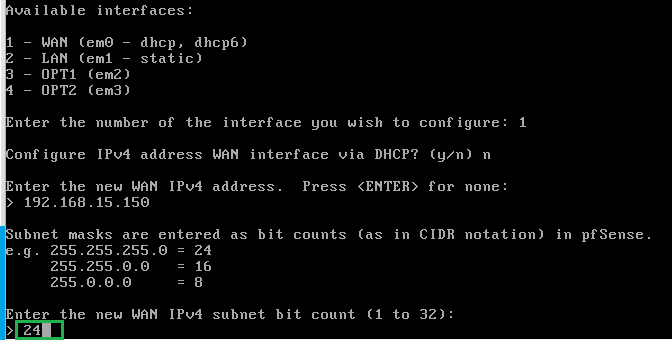 Available interfaces:
1 - WAN (em0 - dhcp, dhcp6)
2 - LAN (em1 - static)
3 - OPT1 (em2)
4 - OPT2 (em3)
Enter the number of the interface you wish to configure: 1
Configure IPv4 address WAN interface via DHCP? (y/n) n
Enter the new WAN IPv4 address.  Press <ENTER> for none:
> 192.168.15.150
Subnet masks are entered as bit counts (as in CIDR notation) in pfSense.
e.g. 255.255.255.0 = 24
     255.255.0.0   = 16
     255.0.0.0     = 8
Enter the new WAN IPv4 subnet bit count (1 to 32):
> 24